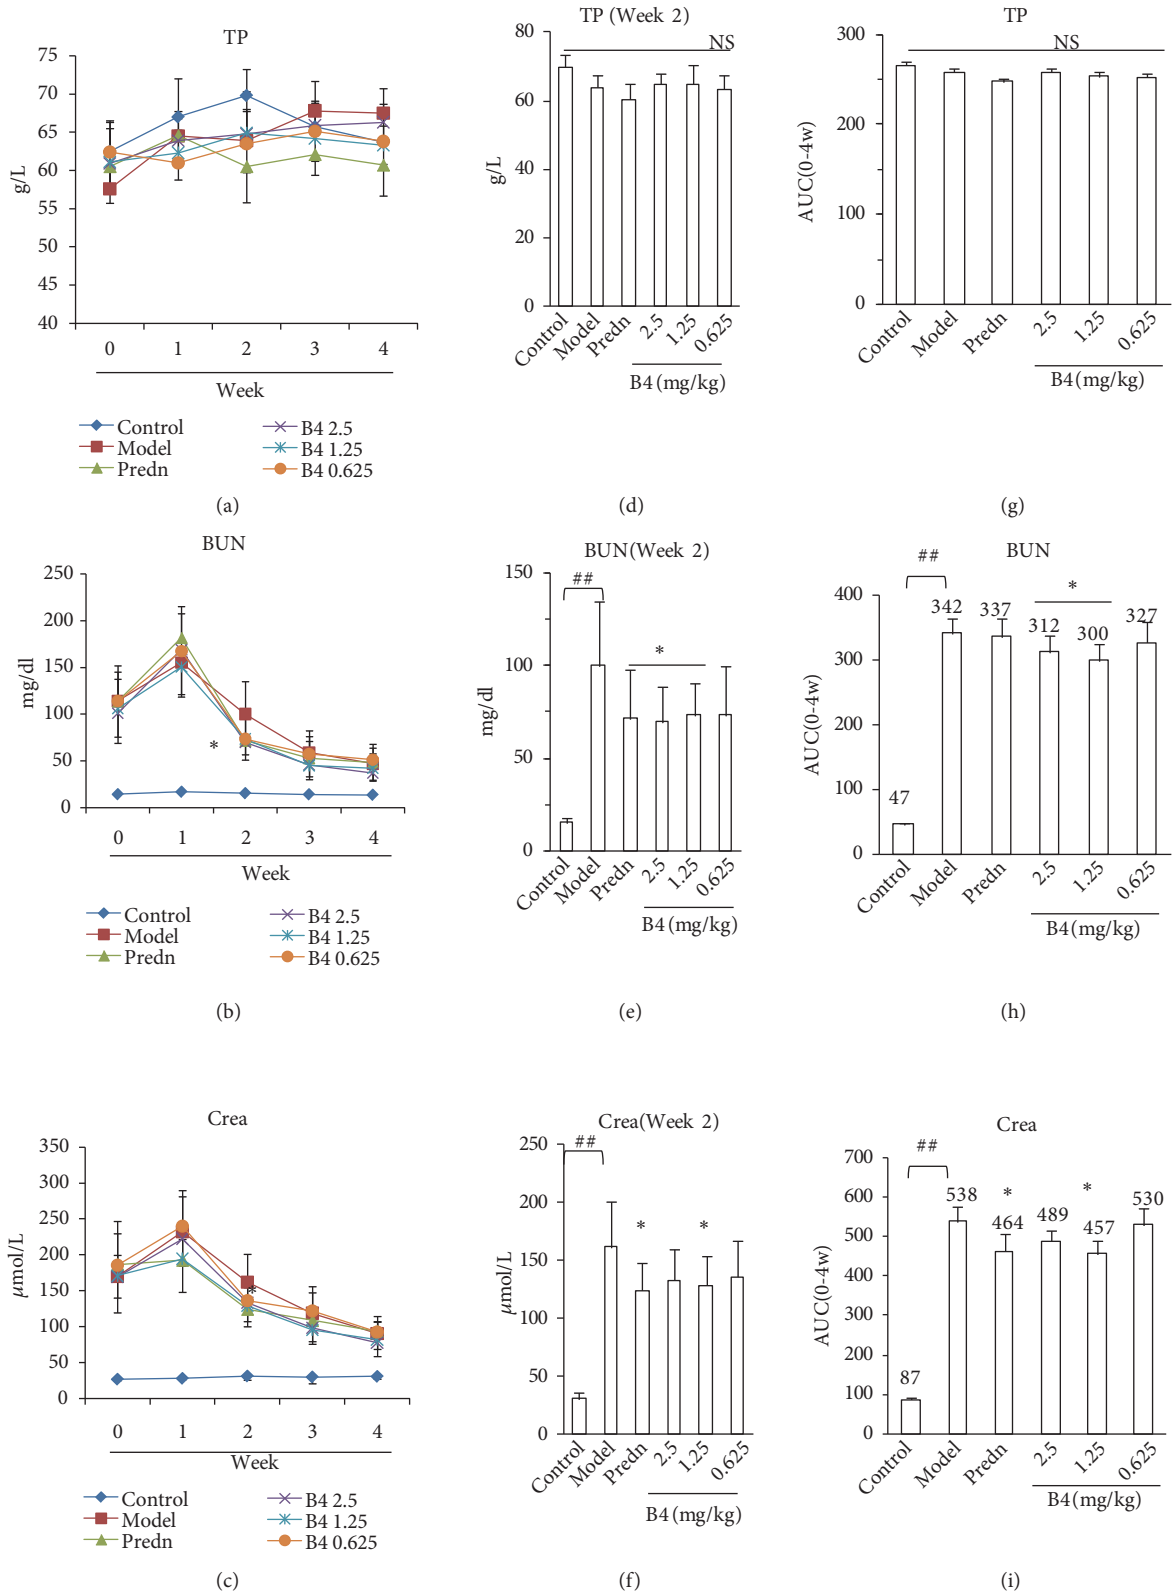 TP
75
70
65
60
55
50
45
40
g/L
0 1 2 3 4
Week
Control
Model
Predn
B4 2.5
B4 1.25
B4 0.625
(a)
TP (Week 2)
NS
80
60
40
20
0
g/L
Control Model Predn 2.5 1.25 0.625
B4 (mg/kg)
(d)
TP
NS
300
200
100
0
AUC(0-4w)
Control Model Predn 2.5 1.25 0.625
B4 (mg/kg)
(g)
BUN
250
200
150
100
50
0
mg/dl
*
0 1 2 3 4
Week
Control
Model
Predn
B4 2.5
B4 1.25
B4 0.625
(b)
BUN(Week 2)
##
*
150
100
50
0
mg/dl
Control Model Predn 2.5 1.25 0.625
B4 (mg/kg)
(e)
BUN
##
*
400
300
200
100
0
AUC(0-4w)
47 342 337 312 300 327
Control Model Predn 2.5 1.25 0.625
B4 (mg/kg)
(h)
Crea
350
300
250
200
150
100
50
0
μmol/L
*
0 1 2 3 4
Week
Control
Model
Predn
B4 2.5
B4 1.25
B4 0.625
(c)
Crea(Week 2)
##
* *
250
200
150
100
50
0
μmol/L
Control Model Predn 2.5 1.25 0.625
B4 (mg/kg)
(f)
Crea
##
* *
700
600
500
400
300
200
100
0
AUC(0-4w)
87 538 464 489 457 530
Control Model Predn 2.5 1.25 0.625
B4 (mg/kg)
(i)